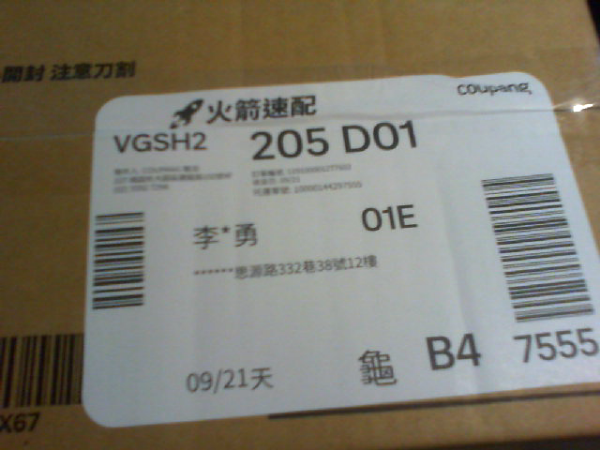 開封 注意刀割
火箭速配
coupang
VGSH2
205 D01
01E
李*勇
******思源路332巷38號12樓
09/21天
龜
B4
7555
X67